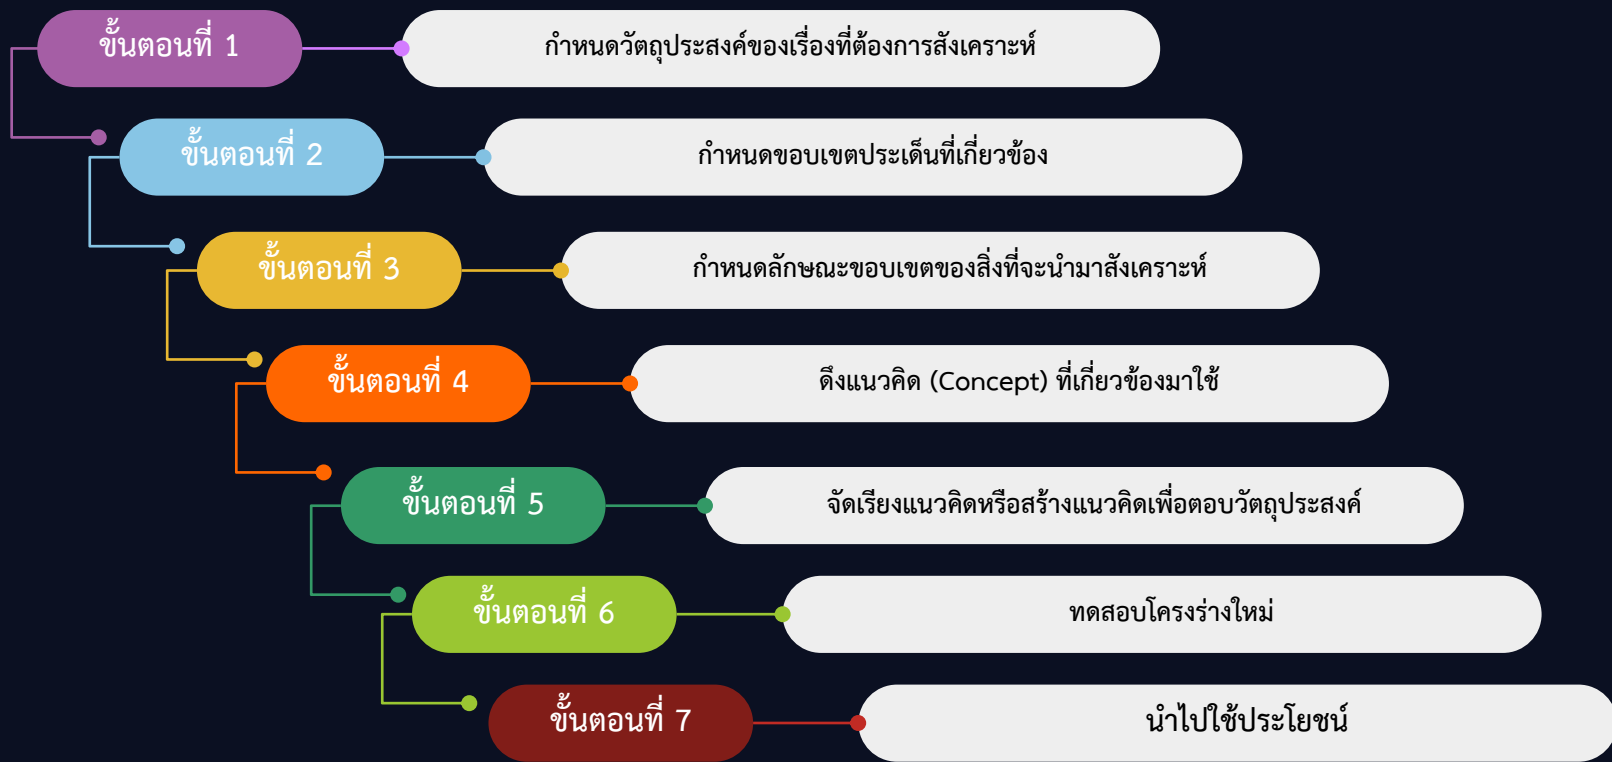 ขั้นตอนที่ 1
กำหนดวัตถุประสงค์ของเรื่องที่ต้องการสังเคราะห์
ขั้นตอนที่ 2
กำหนดขอบเขตประเด็นที่เกี่ยวข้อง
ขั้นตอนที่ 3
กำหนดลักษณะขอบเขตของสิ่งที่จะนำมาสังเคราะห์
ขั้นตอนที่ 4
ดึงแนวคิด (Concept) ที่เกี่ยวข้องมาใช้
ขั้นตอนที่ 5
จัดเรียงแนวคิดหรือสร้างแนวคิดเพื่อตอบวัตถุประสงค์
ขั้นตอนที่ 6
ทดสอบโครงร่างใหม่
ขั้นตอนที่ 7
นำไปใช้ประโยชน์